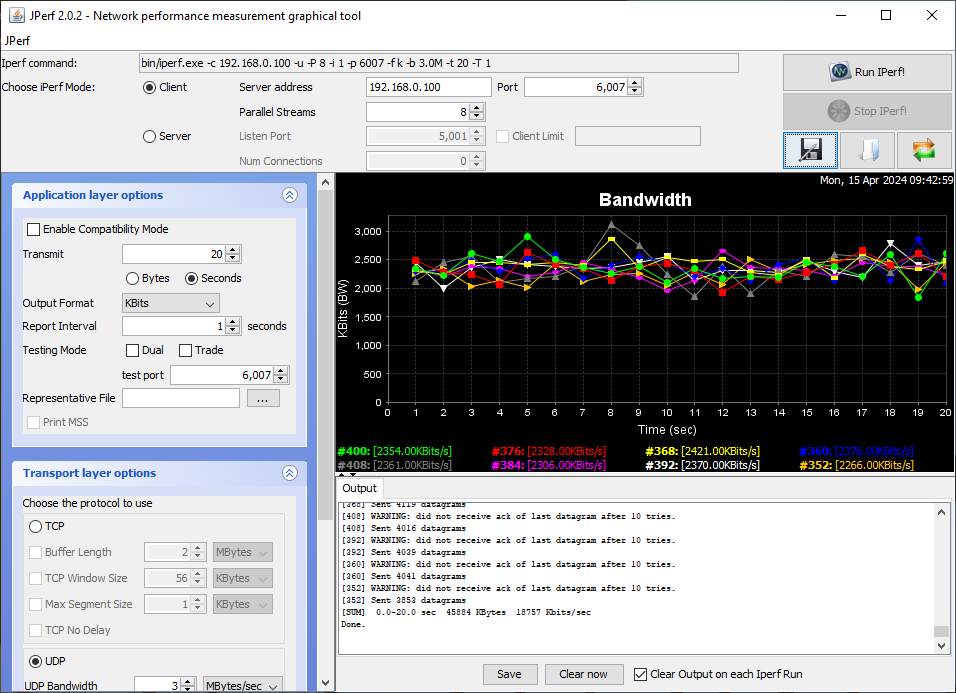 JPerf 2.0.2 - Network performance measurement graphical tool
JPerf
Iperf command: bin/iperf.exe -c 192.168.0.100 -u -P 8 -i 1 -p 6007 -f k -b 3.0M -t 20 -T 1
Choose iPerf Mode: Client Server address 192.168.0.100 Port 6,007
Parallel Streams 8
Server Listen Port 5,001 Client Limit
Num Connections 0
Run IPerf!
Stop IPerf!
Application layer options
Enable Compatibility Mode
Transmit 20
Bytes Seconds
Output Format KBits
Report Interval 1 seconds
Testing Mode Dual Trade
test port 6,007
Representative File ...
Print MSS
Transport layer options
Choose the protocol to use
TCP
Buffer Length 2 MBytes
TCP Window Size 56 KBytes
Max Segment Size 1 KBytes
TCP No Delay
UDP
UDP Bandwidth 3 MBytes/sec
Mon, 15 Apr 2024 09:42:59
Bandwidth
KBits (BW)
3,000
2,500
2,000
1,500
1,000
500
0
0 1 2 3 4 5 6 7 8 9 10 11 12 13 14 15 16 17 18 19 20
Time (sec)
#400: [2354.00KBits/s] #376: [2328.00KBits/s] #368: [2421.00KBits/s] #360: [2376.00KBits/s]
#408: [2361.00KBits/s] #384: [2306.00KBits/s] #392: [2370.00KBits/s] #352: [2266.00KBits/s]
Output
[368] Sent 4119 datagrams
[408] WARNING: did not receive ack of last datagram after 10 tries.
[408] Sent 4016 datagrams
[392] WARNING: did not receive ack of last datagram after 10 tries.
[392] Sent 4039 datagrams
[360] WARNING: did not receive ack of last datagram after 10 tries.
[360] Sent 4041 datagrams
[352] WARNING: did not receive ack of last datagram after 10 tries.
[352] Sent 3853 datagrams
[SUM] 0.0-20.0 sec 45884 KBytes 18757 Kbits/sec
Done.
Save Clear now Clear Output on each Iperf Run